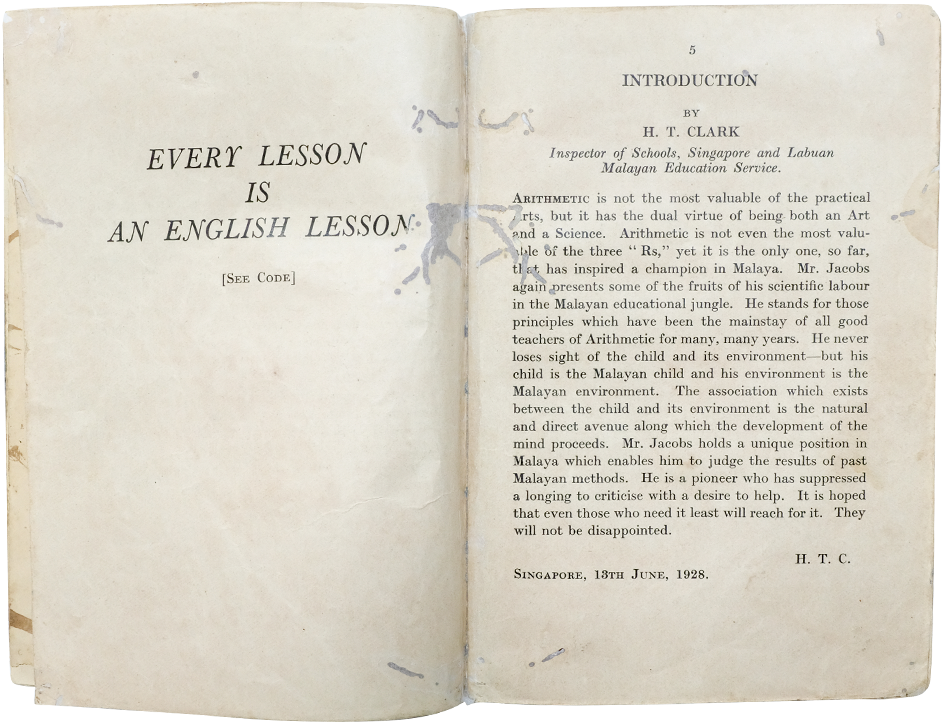 EVERY LESSON
IS
AN ENGLISH LESSON
[SEE CODE]
5
INTRODUCTION
BY
H. T. CLARK
Inspector of Schools, Singapore and Labuan
Malayan Education Service.
ARITHMETIC is not the most valuable of the practical
Arts, but it has the dual virtue of being both an Art
and a Science. Arithmetic is not even the most valu-
able of the three "Rs," yet it is the only one, so far,
that has inspired a champion in Malaya. Mr. Jacobs
again presents some of the fruits of his scientific labour
in the Malayan educational jungle. He stands for those
principles which have been the mainstay of all good
teachers of Arithmetic for many, many years. He never
loses sight of the child and its environment—but his
child is the Malayan child and his environment is the
Malayan environment. The association which exists
between the child and its environment is the natural
and direct avenue along which the development of the
mind proceeds. Mr. Jacobs holds a unique position in
Malaya which enables him to judge the results of past
Malayan methods. He is a pioneer who has suppressed
a longing to criticise with a desire to help. It is hoped
that even those who need it least will reach for it. They
will not be disappointed.
H. T. C.
SINGAPORE, 13TH JUNE, 1928.